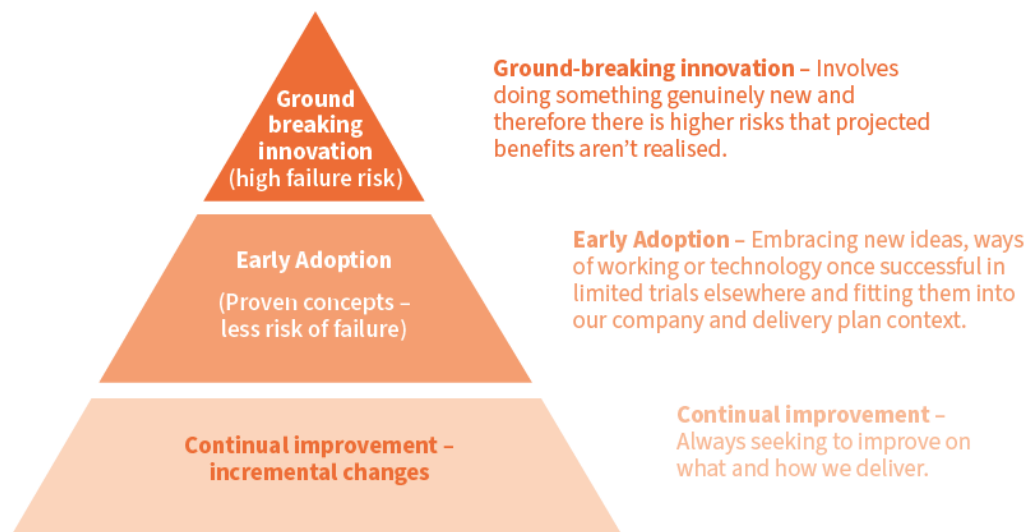 Ground
breaking
innovation
(high failure risk)
Ground-breaking innovation – Involves
doing something genuinely new and
therefore there is higher risks that projected
benefits aren’t realised.
Early Adoption
(Proven concepts –
less risk of failure)
Early Adoption – Embracing new ideas, ways
of working or technology once successful in
limited trials elsewhere and fitting them into
our company and delivery plan context.
Continual improvement –
incremental changes
Continual improvement –
Always seeking to improve on
what and how we deliver.